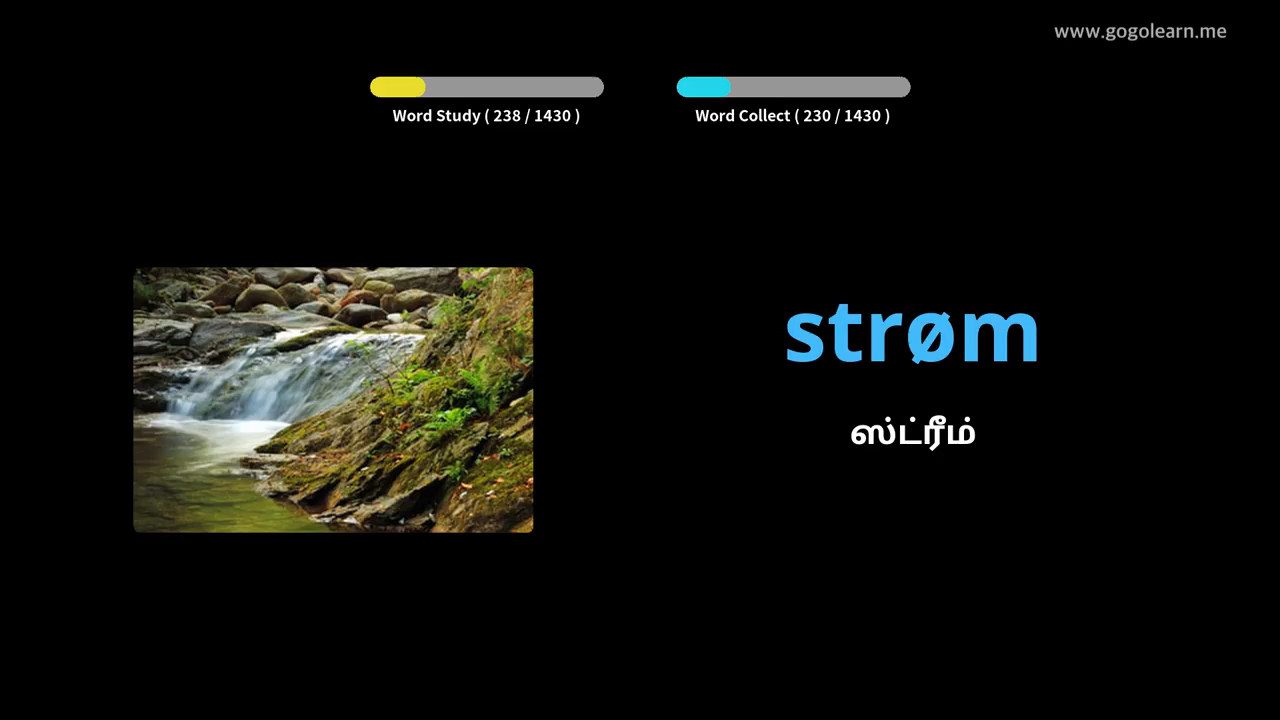 www.gogolearn.me
Word Study ( 238 / 1430 )
Word Collect ( 230 / 1430 )
strøm
ஸ்ட்ரீம்